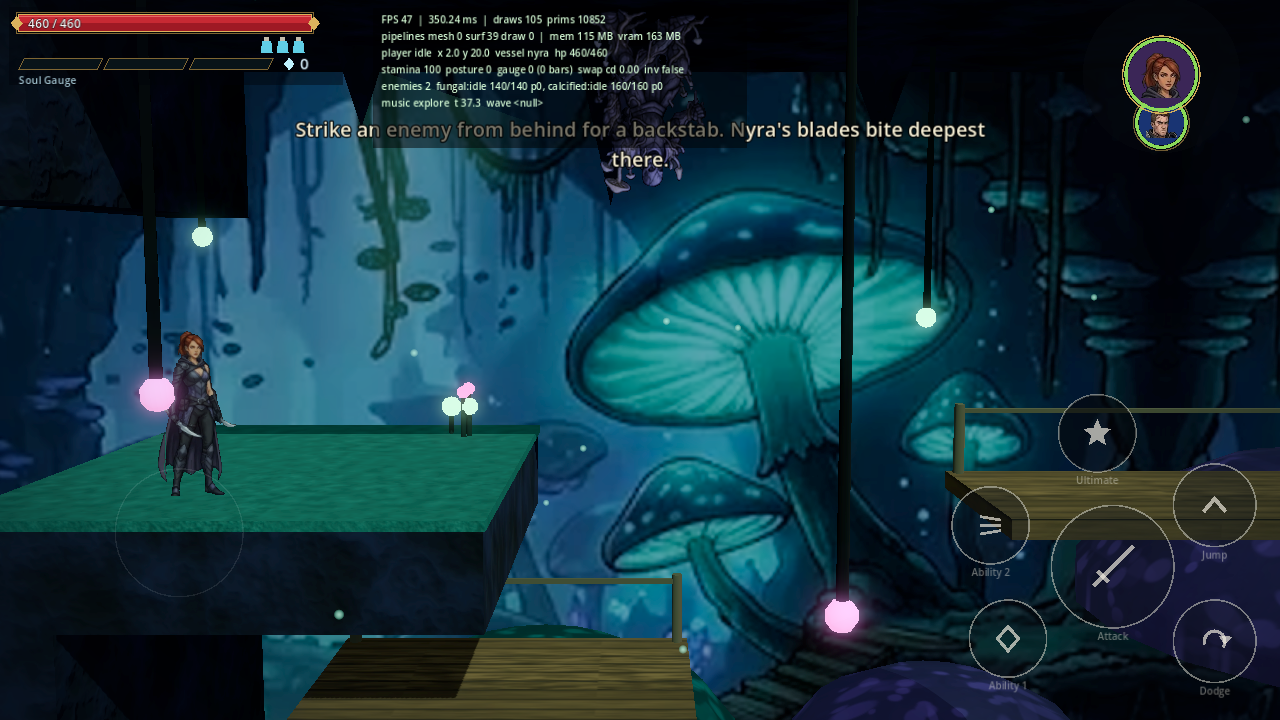 460 / 460
0
Soul Gauge
FPS 47 | 350.24 ms | draws 105 prims 10852
pipelines mesh 0 surf 39 draw 0 | mem 115 MB vram 163 MB
player idle x 2.0 y 20.0 vessel nyra hp 460/460
stamina 100 posture 0 gauge 0 (0 bars) swap cd 0.00 inv false
enemies 2 fungal:idle 140/140 p0, calcified:idle 160/160 p0
music explore t 37.3 wave <null>
Strike an enemy from behind for a backstab. Nyra's blades bite deepest
there.
Ultimate
Jump
Ability 2
Attack
Ability 1
Dodge